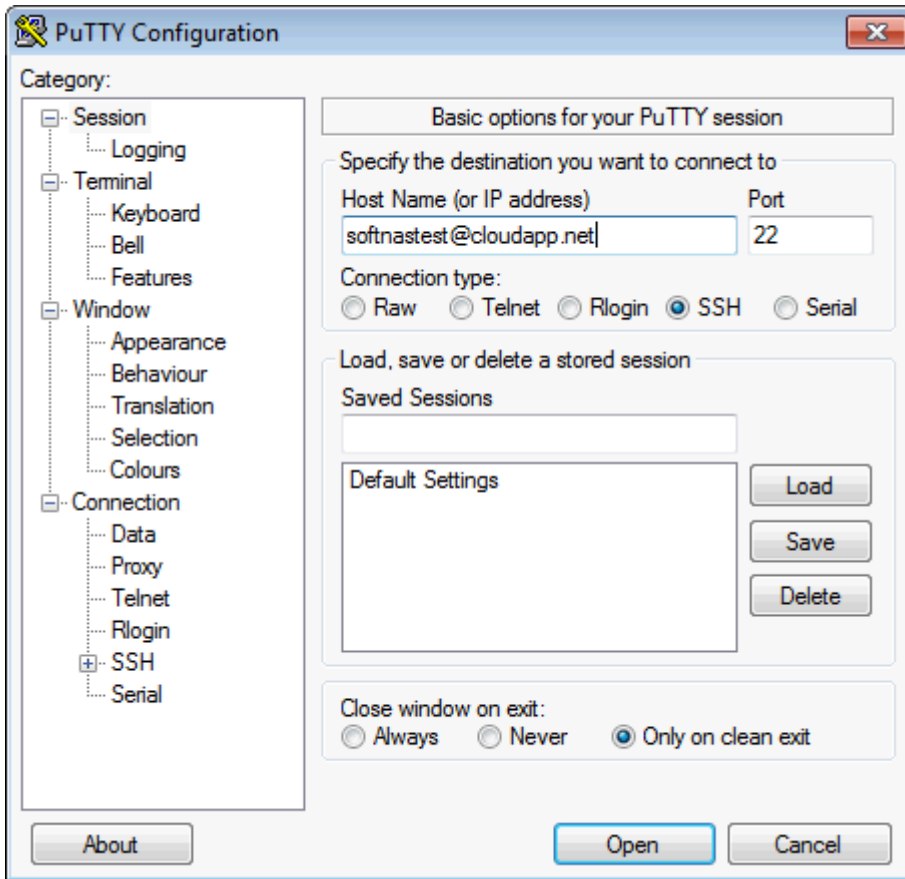 PuTTY Configuration
Category:
Session
Logging
Terminal
Keyboard
Bell
Features
Window
Appearance
Behaviour
Translation
Selection
Colours
Connection
Data
Proxy
Telnet
Rlogin
SSH
Serial
Basic options for your PuTTY session
Specify the destination you want to connect to
Host Name (or IP address) Port
softnastest@cloudapp.net 22
Connection type:
Raw Telnet Rlogin SSH Serial
Load, save or delete a stored session
Saved Sessions
Default Settings
Load
Save
Delete
Close window on exit:
Always Never Only on clean exit
About Open Cancel